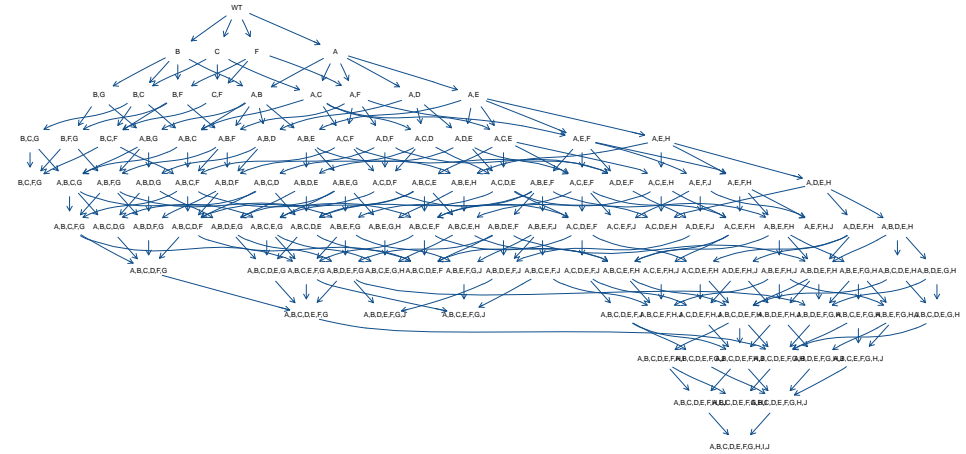 WT
B C F A
B,G B,C B,F C,F A,B A,C A,F A,D A,E
B,C,G B,F,G B,C,F A,B,G A,B,C A,B,F A,B,D A,B,E A,C,F A,D,F A,C,D A,D,E A,C,E A,E,F A,E,H
B,C,F,G A,B,C,G A,B,F,G A,B,D,G A,B,C,F A,B,D,F A,B,C,D A,B,D,E A,B,E,G A,C,D,F A,B,C,E A,B,E,H A,C,D,E A,B,E,F A,C,E,F A,D,E,F A,C,E,H A,E,F,J A,E,F,H A,D,E,H
A,B,C,F,G A,B,C,D,G A,B,D,F,G A,B,C,D,F A,B,D,E,G A,B,C,E,G A,B,C,D,E A,B,E,F,G A,B,E,G,H A,B,C,E,F A,B,C,E,H A,B,D,E,F A,B,E,F,J A,C,D,E,F A,C,E,F,J A,C,D,E,H A,D,E,F,J A,C,E,F,H A,B,E,F,H A,E,F,H,J A,D,E,F,H A,B,D,E,H
A,B,C,D,F,G A,B,C,D,E,G A,B,C,E,F,G A,B,D,E,F,G A,B,C,E,G,H A,B,C,D,E,F A,B,E,F,G,J A,B,D,E,F,J A,B,C,E,F,J A,C,D,E,F,J A,B,C,E,F,H A,C,E,F,H,J A,C,D,E,F,H A,D,E,F,H,J A,B,E,F,H,J A,B,D,E,F,H A,B,E,F,G,H A,B,C,D,E,H A,B,D,E,G,H
A,B,C,D,E,F,G A,B,D,E,F,G,J A,B,C,E,F,G,J A,B,C,D,E,F,J
A,B,C,E,F,G,H,J
A,B,C,D,E,F,G,H,I,J